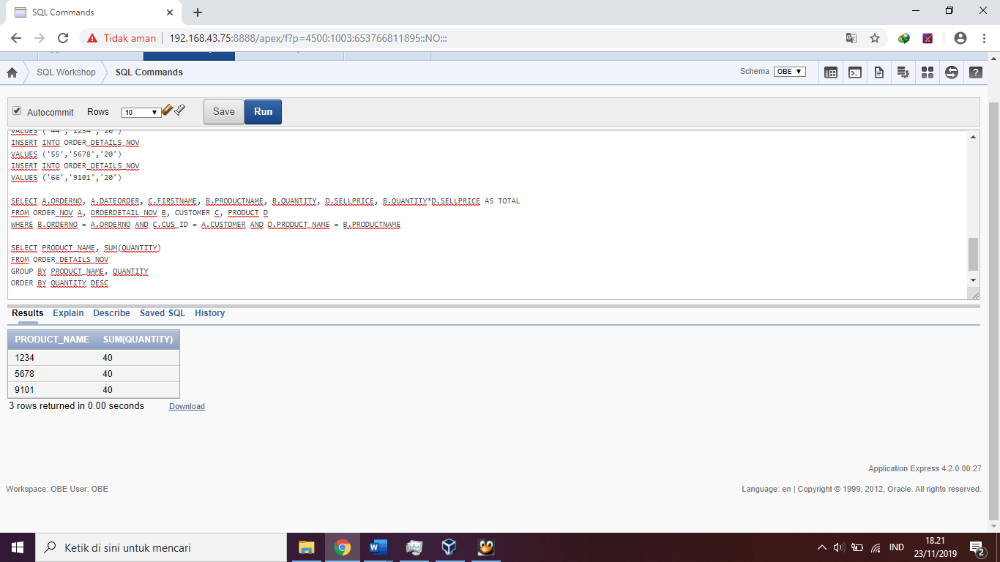 SQL Commands
Tidak aman 192.168.43.75:8888/apex/f?p=4500:1003:653766811895::NO:::
SQL Workshop SQL Commands Schema OBE
Autocommit Rows 10 Save Run
VALUES ('44','1234','20')
INSERT INTO ORDER_DETAILS_NOV
VALUES ('55','5678','20')
INSERT INTO ORDER_DETAILS_NOV
VALUES ('66','9101','20')
SELECT A.ORDERNO, A.DATEORDER, C.FIRSTNAME, B.PRODUCTNAME, B.QUANTITY, D.SELLPRICE, B.QUANTITY*D.SELLPRICE AS TOTAL
FROM ORDER_NOV A, ORDERDETAIL_NOV B, CUSTOMER C, PRODUCT D
WHERE B.ORDERNO = A.ORDERNO AND C.CUS_ID = A.CUSTOMER AND D.PRODUCT_NAME = B.PRODUCTNAME
SELECT PRODUCT_NAME, SUM(QUANTITY)
FROM ORDER_DETAILS_NOV
GROUP BY PRODUCT_NAME, QUANTITY
ORDER BY QUANTITY DESC
Results Explain Describe Saved SQL History
PRODUCT_NAME SUM(QUANTITY)
1234 40
5678 40
9101 40
3 rows returned in 0.00 seconds Download
Application Express 4.2.0.00.27
Workspace: OBE User: OBE Language: en | Copyright © 1999, 2012, Oracle. All rights reserved.
Ketik di sini untuk mencari IND 18.21
23/11/2019 2